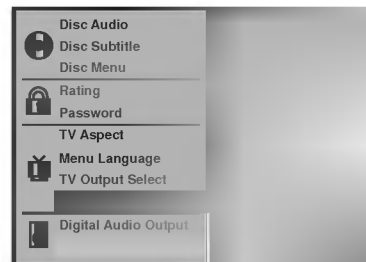 Disc Audio
Disc Subtitle
Disc Menu
Rating
Password
TV Aspect
Menu Language
TV Output Select
Digital Audio Output